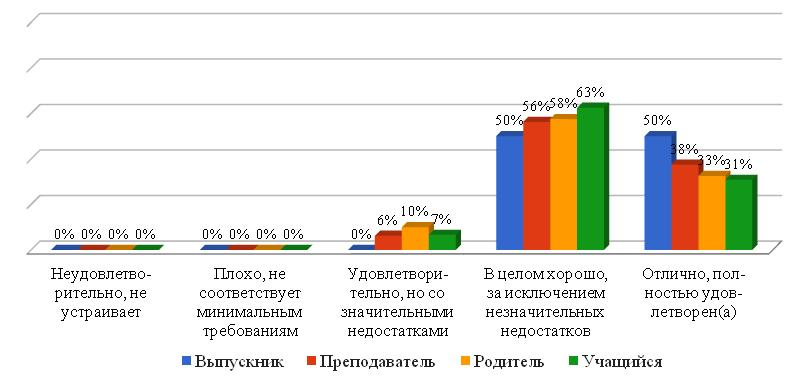 0% 0% 0% 0%
0% 0% 0% 0%
0% 6% 10% 7%
50% 56% 58% 63%
50% 38% 33% 31%
Неудовлетво-
рительно, не
устраивает
Плохо, не
соответствует
минимальным
требованиям
Удовлетвори-
тельно, но со
значительными
недостатками
В целом хорошо,
за исключением
незначительных
недостатков
Отлично, пол-
ностью удов-
летворен(а)
Выпускник Преподаватель Родитель Учащийся